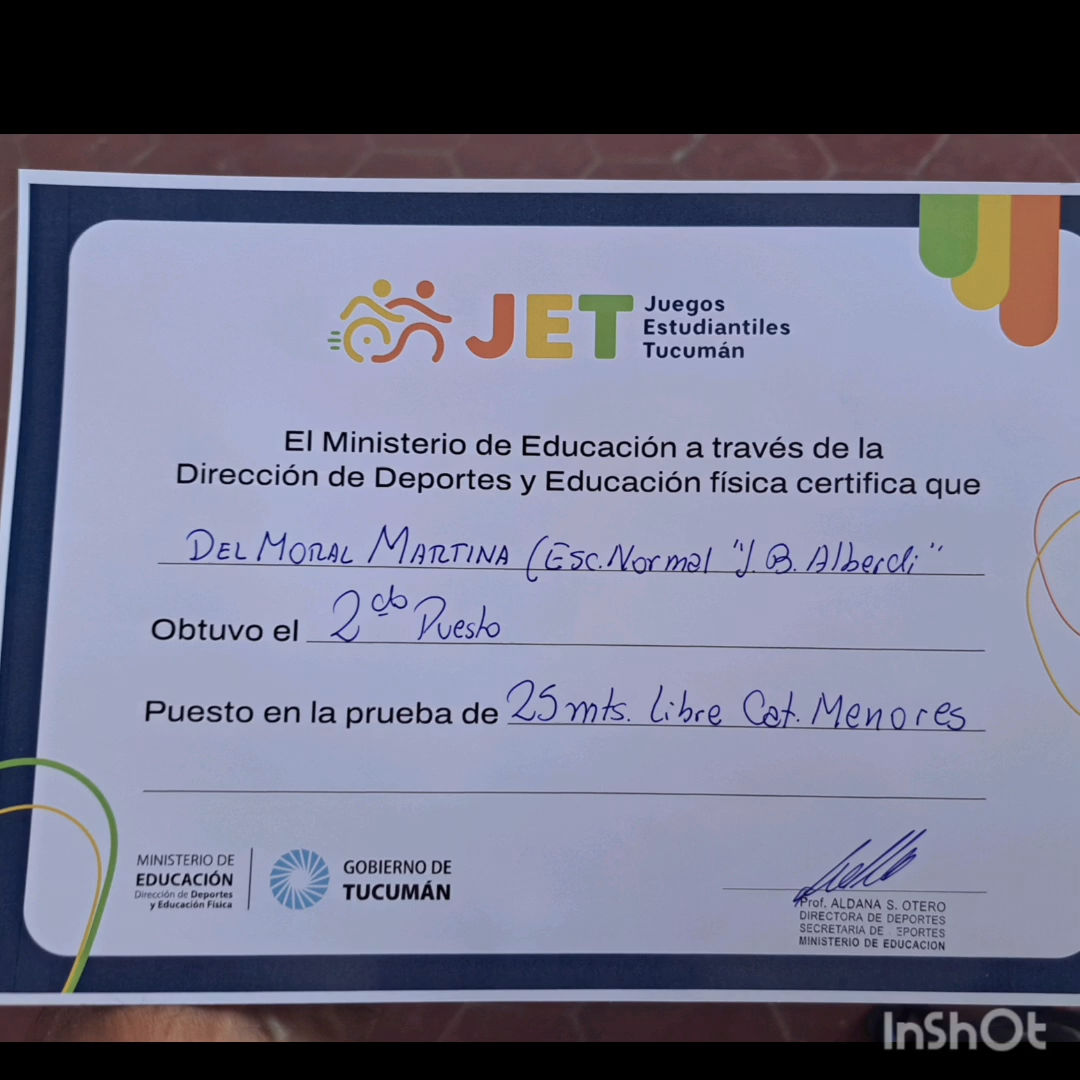 JET Juegos
Estudiantiles
Tucumán
El Ministerio de Educación a través de la
Dirección de Deportes y Educación física certifica que
DEL MORAL MARTINA (Esc. Normal "J. B. Alberdi"
Obtuvo el 2do Puesto
Puesto en la prueba de 25 mts. Libre Cat. Menores
MINISTERIO DE
EDUCACIÓN
Dirección de Deportes
y Educación Física
GOBIERNO DE
TUCUMÁN
Prof. ALDANA S. OTERO
DIRECTORA DE DEPORTES
SECRETARIA DE EPORTES
MINISTERIO DE EDUCACION
InShOt